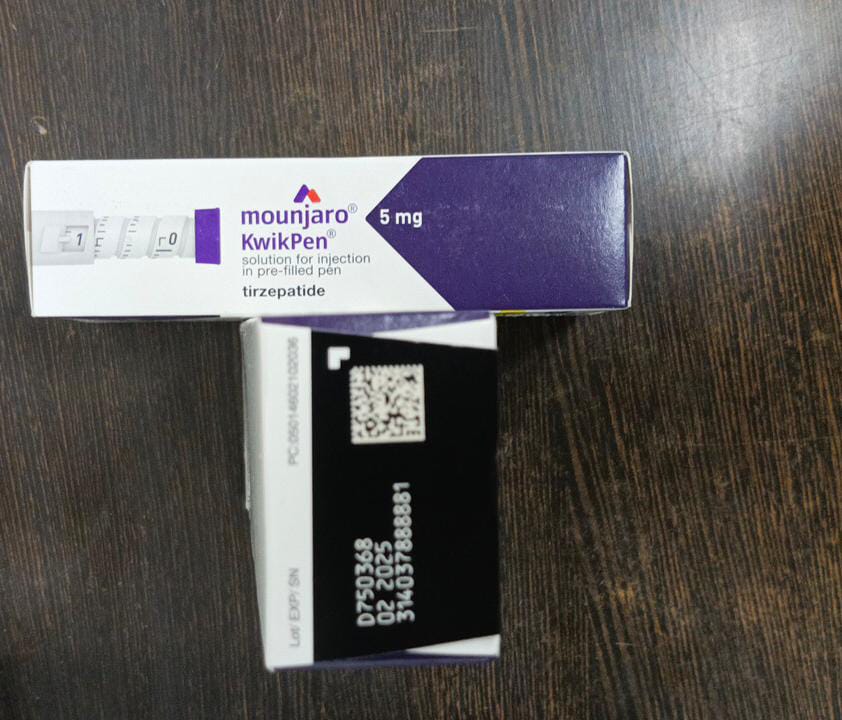 mounjaro®
KwikPen®
solution for injection
in pre-filled pen
tirzepatide
5 mg
1
0
PC:05014602102036
Lot/ EXP/ SN
D750368
02 2025
3140378888881